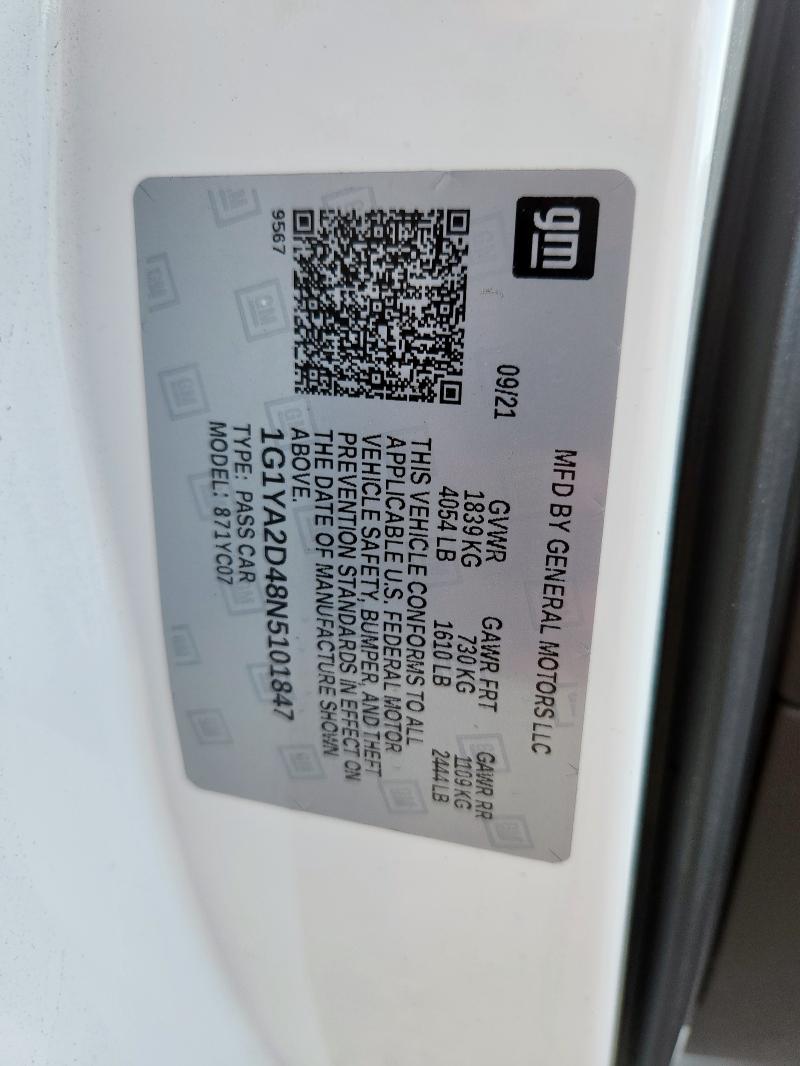 gm
MFD BY GENERAL MOTORS LLC
09/21
GVWR GAWR FRT GAWR RR
1839 KG 730 KG 1109 KG
4054 LB 1610 LB 2444 LB
THIS VEHICLE CONFORMS TO ALL
APPLICABLE U.S. FEDERAL MOTOR
VEHICLE SAFETY, BUMPER, AND THEFT
PREVENTION STANDARDS IN EFFECT ON
THE DATE OF MANUFACTURE SHOWN
ABOVE.
1G1YA2D48N5101847
TYPE: PASS CAR
MODEL: 871YC07
9567